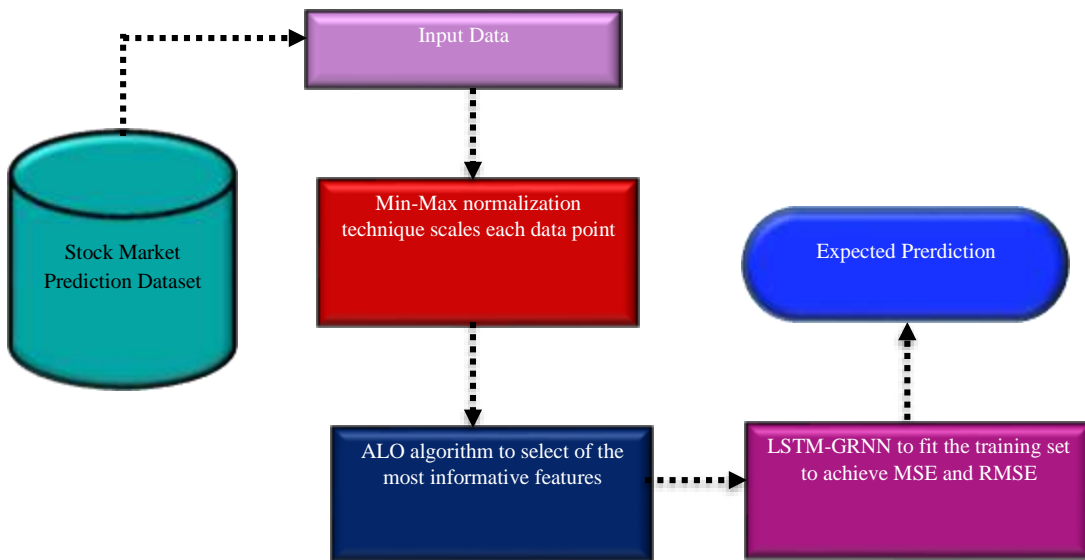 Input Data
Stock Market
Prediction Dataset
Min-Max normalization
technique scales each data point
ALO algorithm to select of the
most informative features
LSTM-GRNN to fit the training set
to achieve MSE and RMSE
Expected Prerdiction